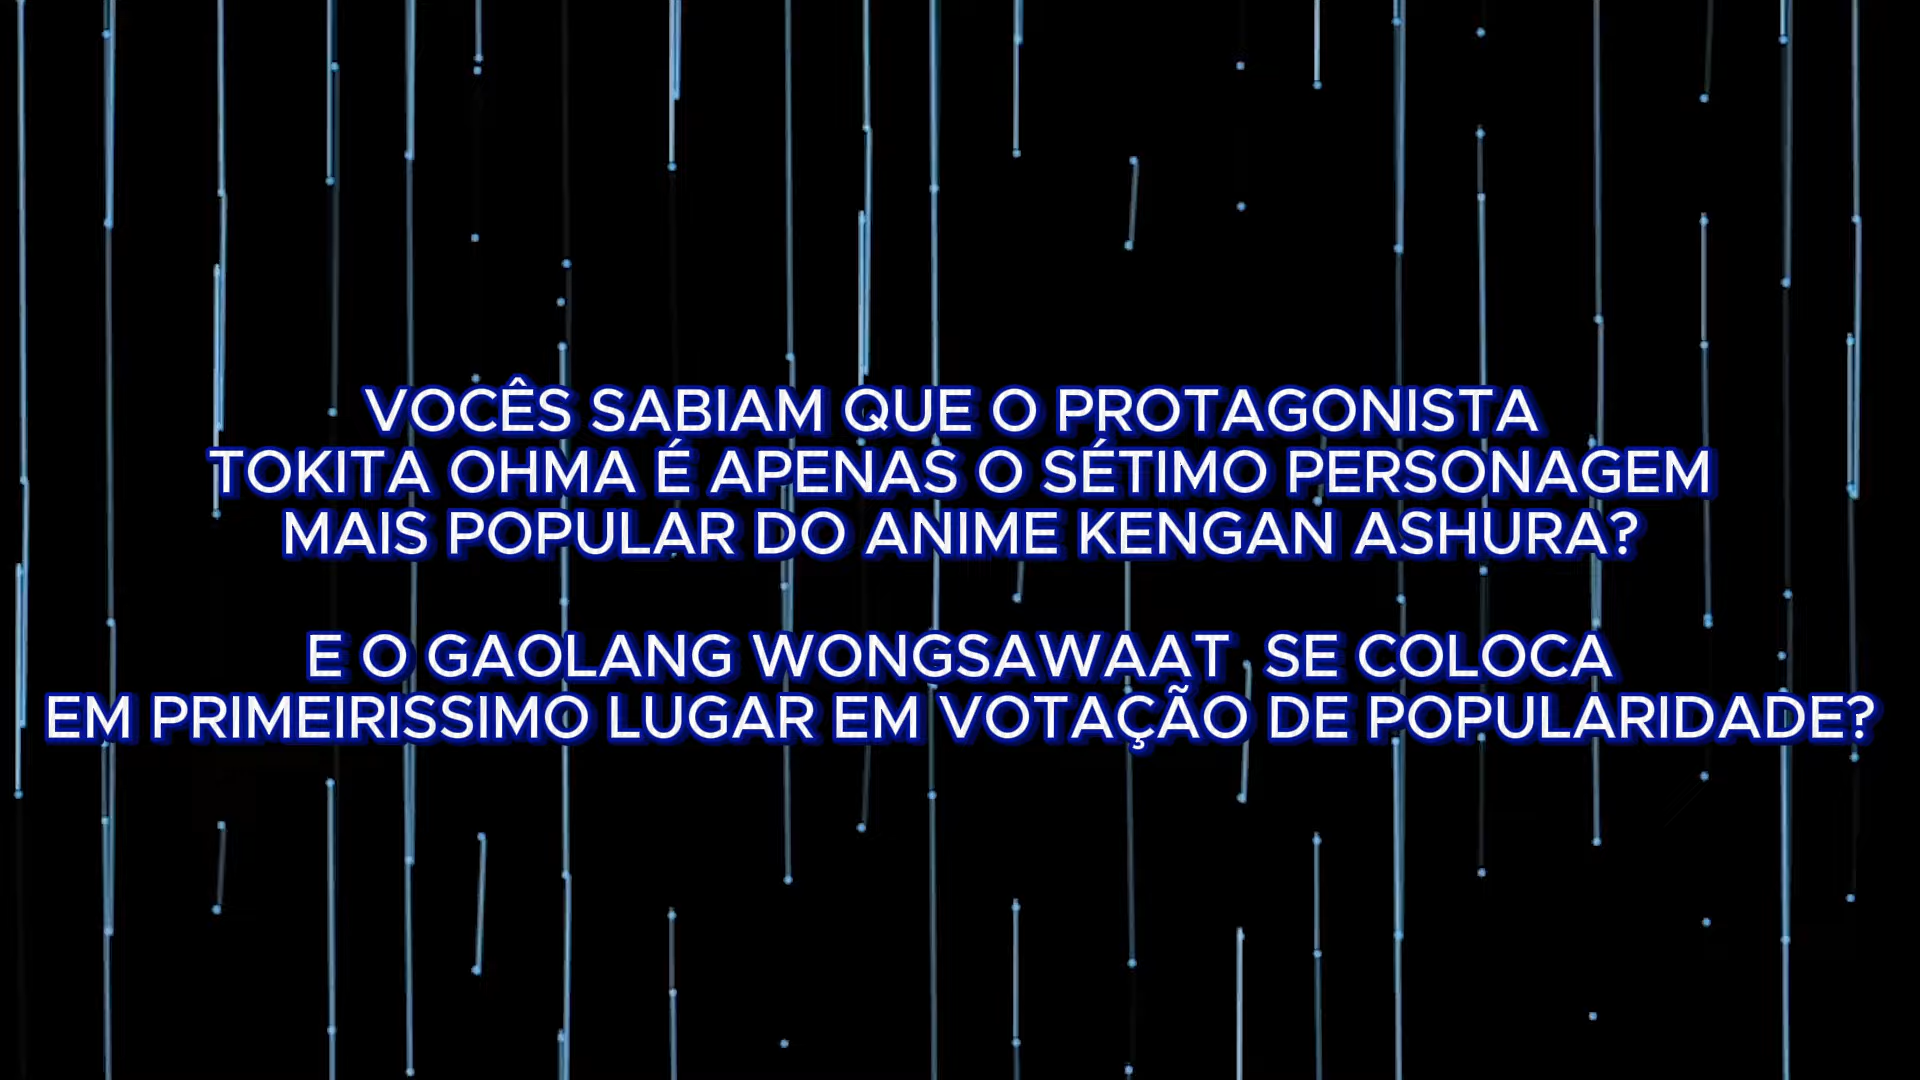 VOCÊS SABIAM QUE O PROTAGONISTA
TOKITA OHMA É APENAS O SÉTIMO PERSONAGEM
MAIS POPULAR DO ANIME KENGAN ASHURA?
E O GAOLANG WONGSAWAAT SE COLOCA
EM PRIMEIRISSIMO LUGAR EM VOTAÇÃO DE POPULARIDADE?